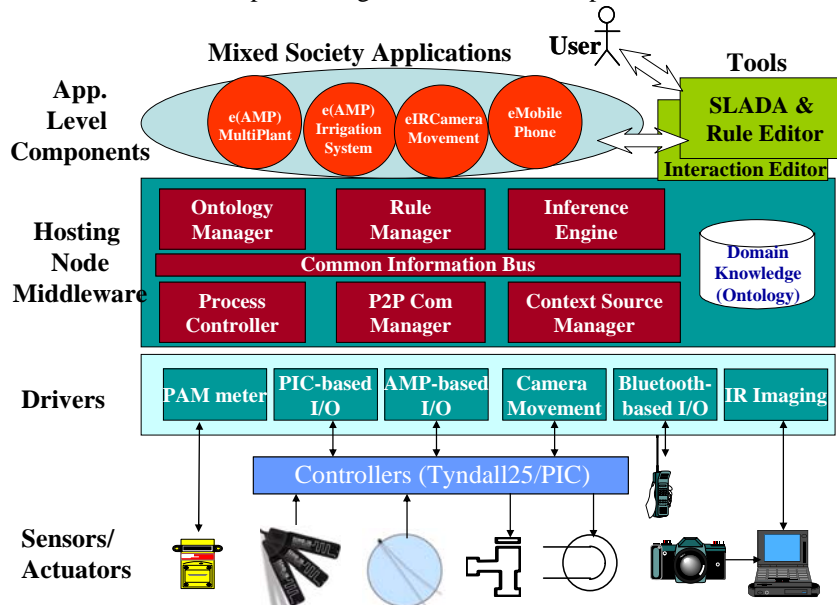 Mixed Society Applications
User
Tools
App.
Level
Components
e(AMP)
MultiPlant
e(AMP)
Irrigation
System
eIRCamera
Movement
eMobile
Phone
SLADA &
Rule Editor
Interaction Editor
Hosting
Node
Middleware
Ontology
Manager
Rule
Manager
Inference
Engine
Common Information Bus
Process
Controller
P2P Com
Manager
Context Source
Manager
Domain
Knowledge
(Ontology)
Drivers
PAM meter
PIC-based
I/O
AMP-based
I/O
Camera
Movement
Bluetooth-
based I/O
IR Imaging
Controllers (Tyndall25/PIC)
Sensors/
Actuators